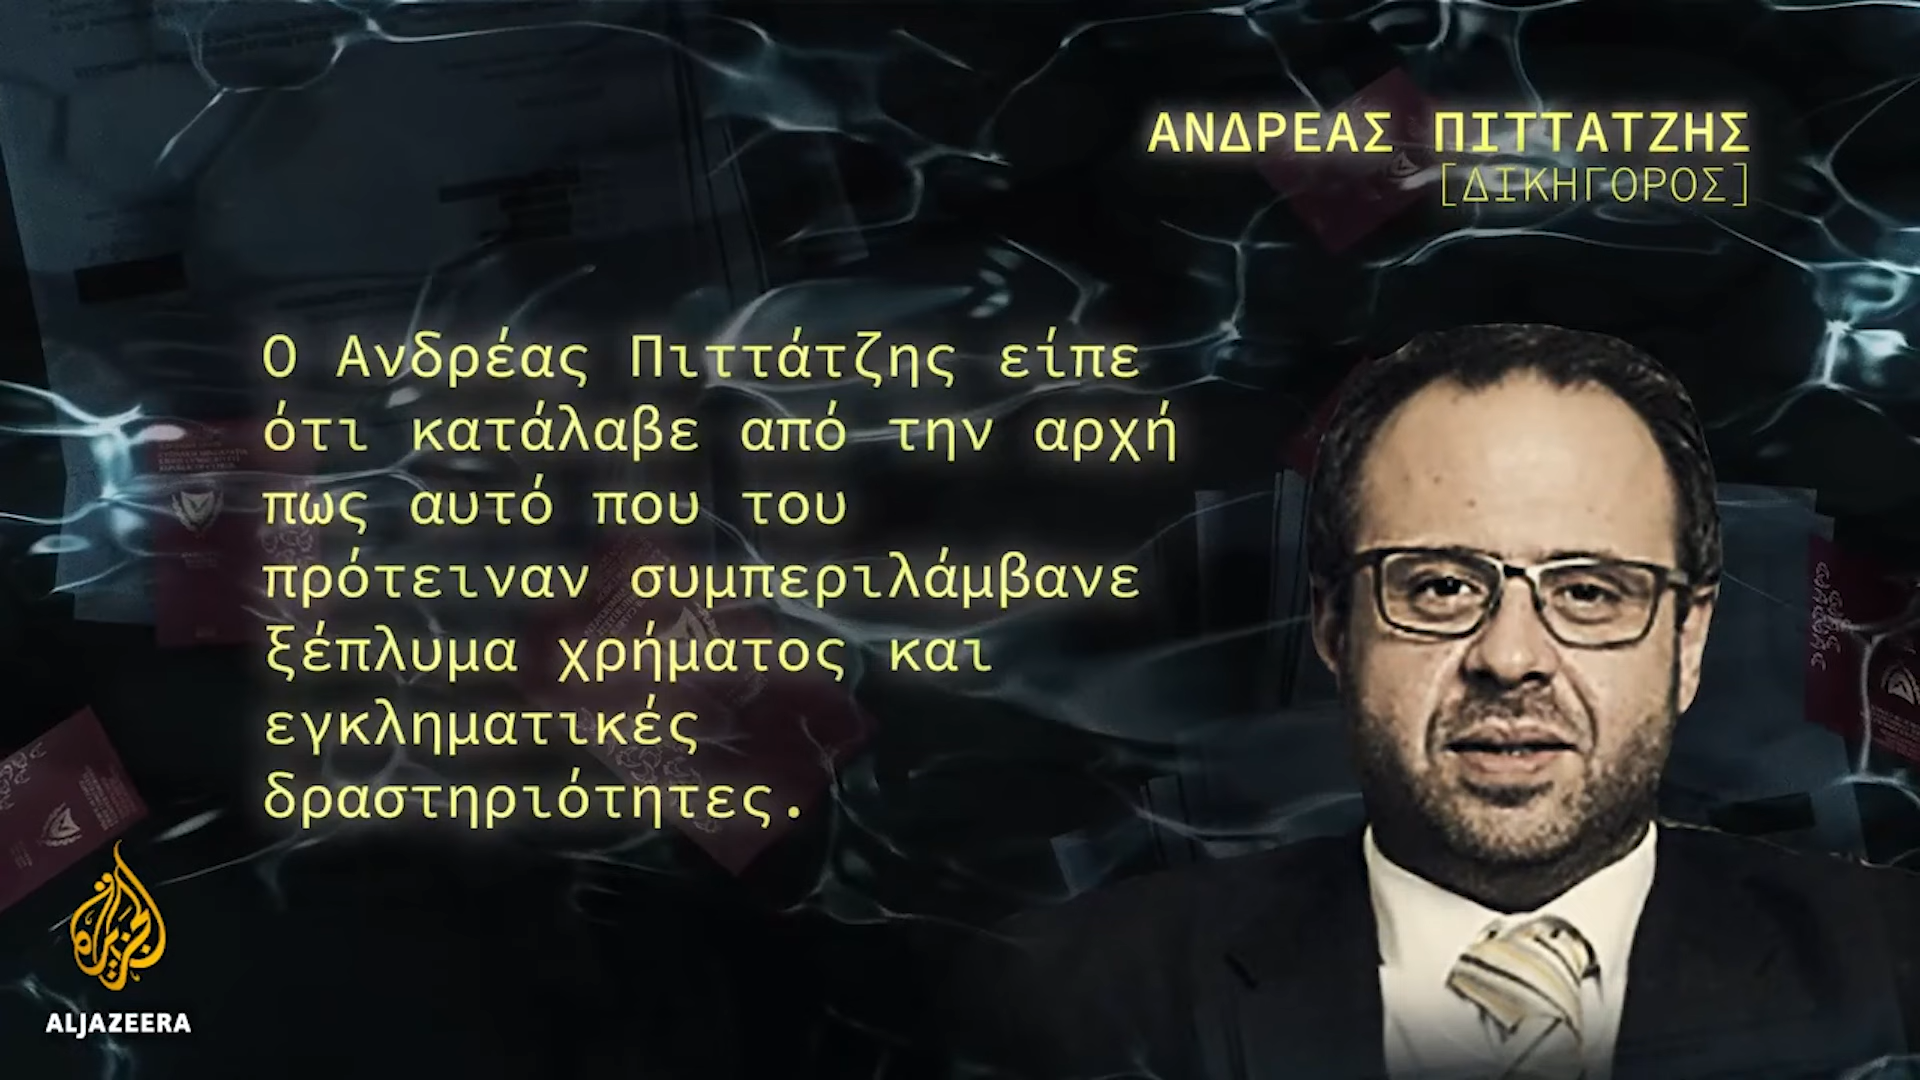 ΑΝΔΡΕΑΣ ΠΙΤΤΑΤΖΗΣ
[ΔΙΚΗΓΟΡΟΣ]
Ο Ανδρέας Πιττάτζης είπε
ότι κατάλαβε από την αρχή
πως αυτό που του
πρότειναν συμπεριλάμβανε
ξέπλυμα χρήματος και
εγκληματικές
δραστηριότητες.
الجزيرة
ALJAZEERA